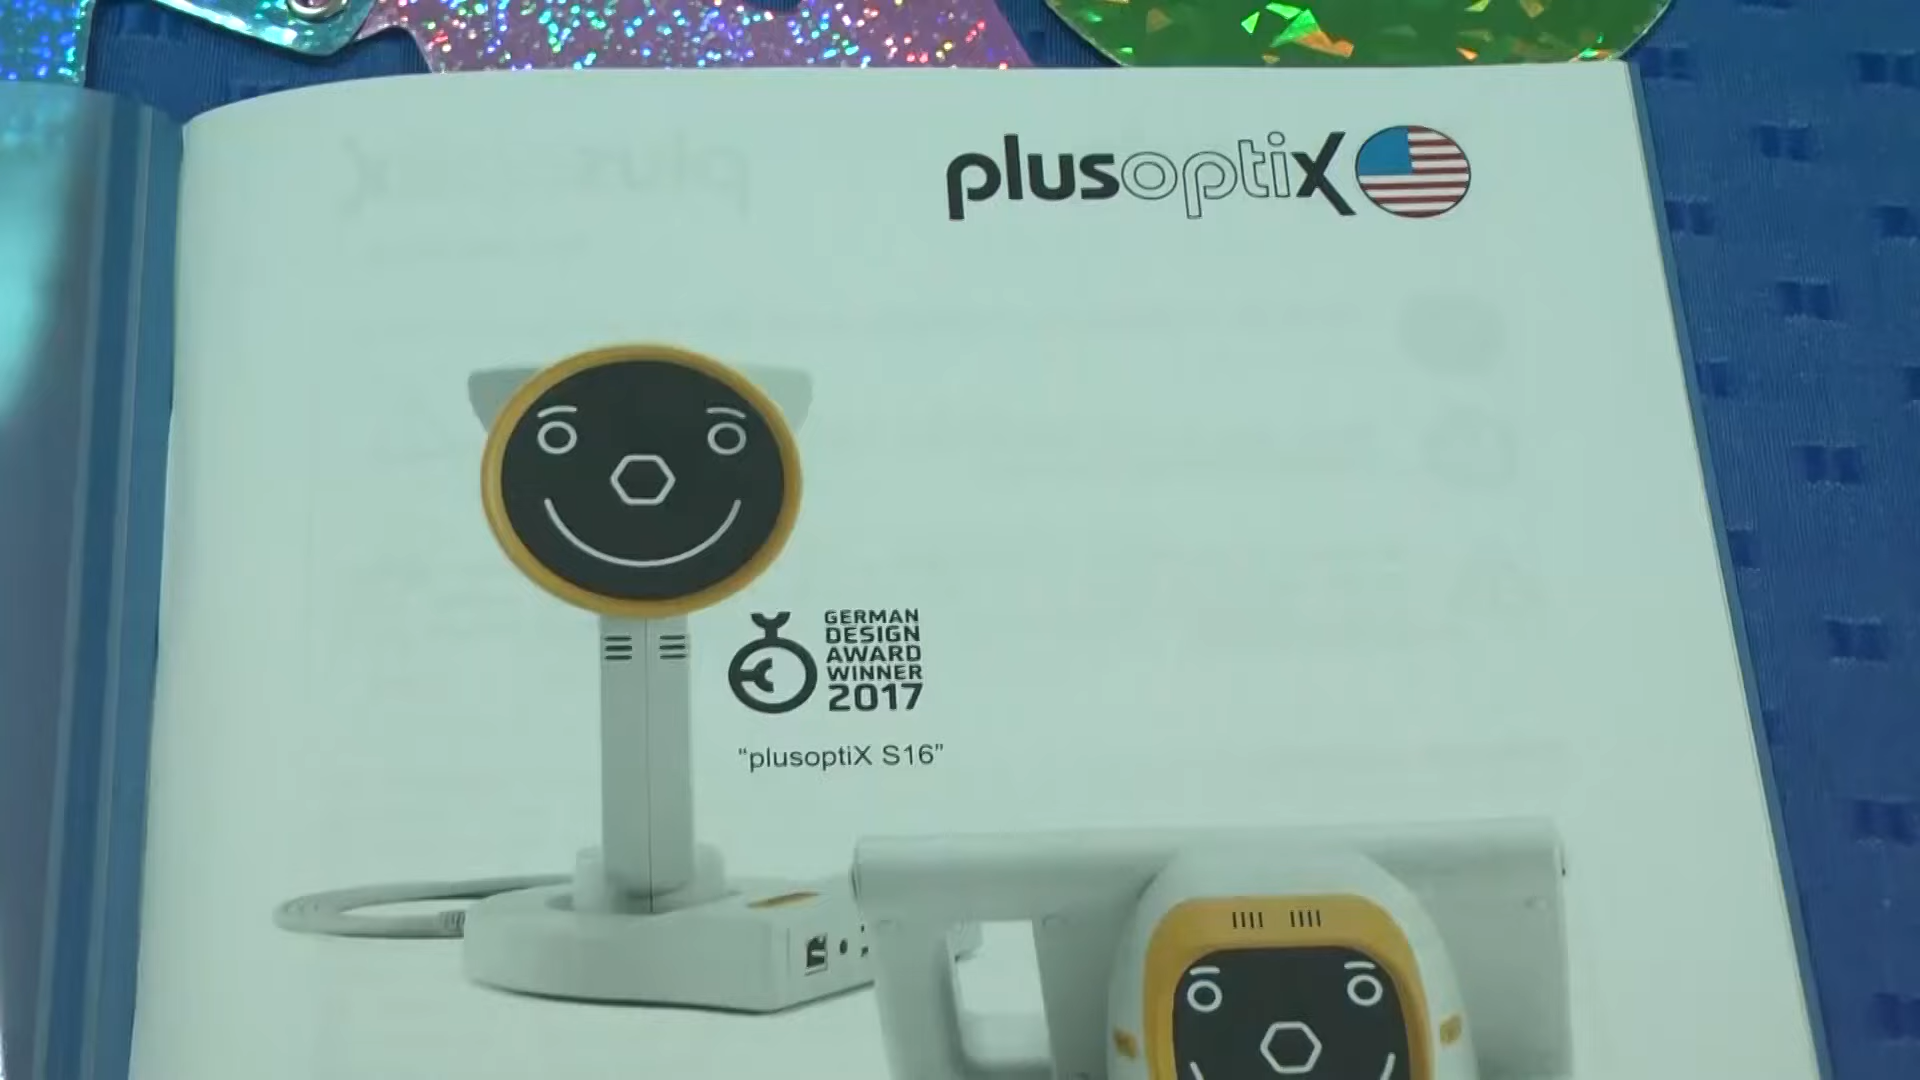 plusoptiX
GERMAN
DESIGN
AWARD
WINNER
2017
“plusoptiX S16”